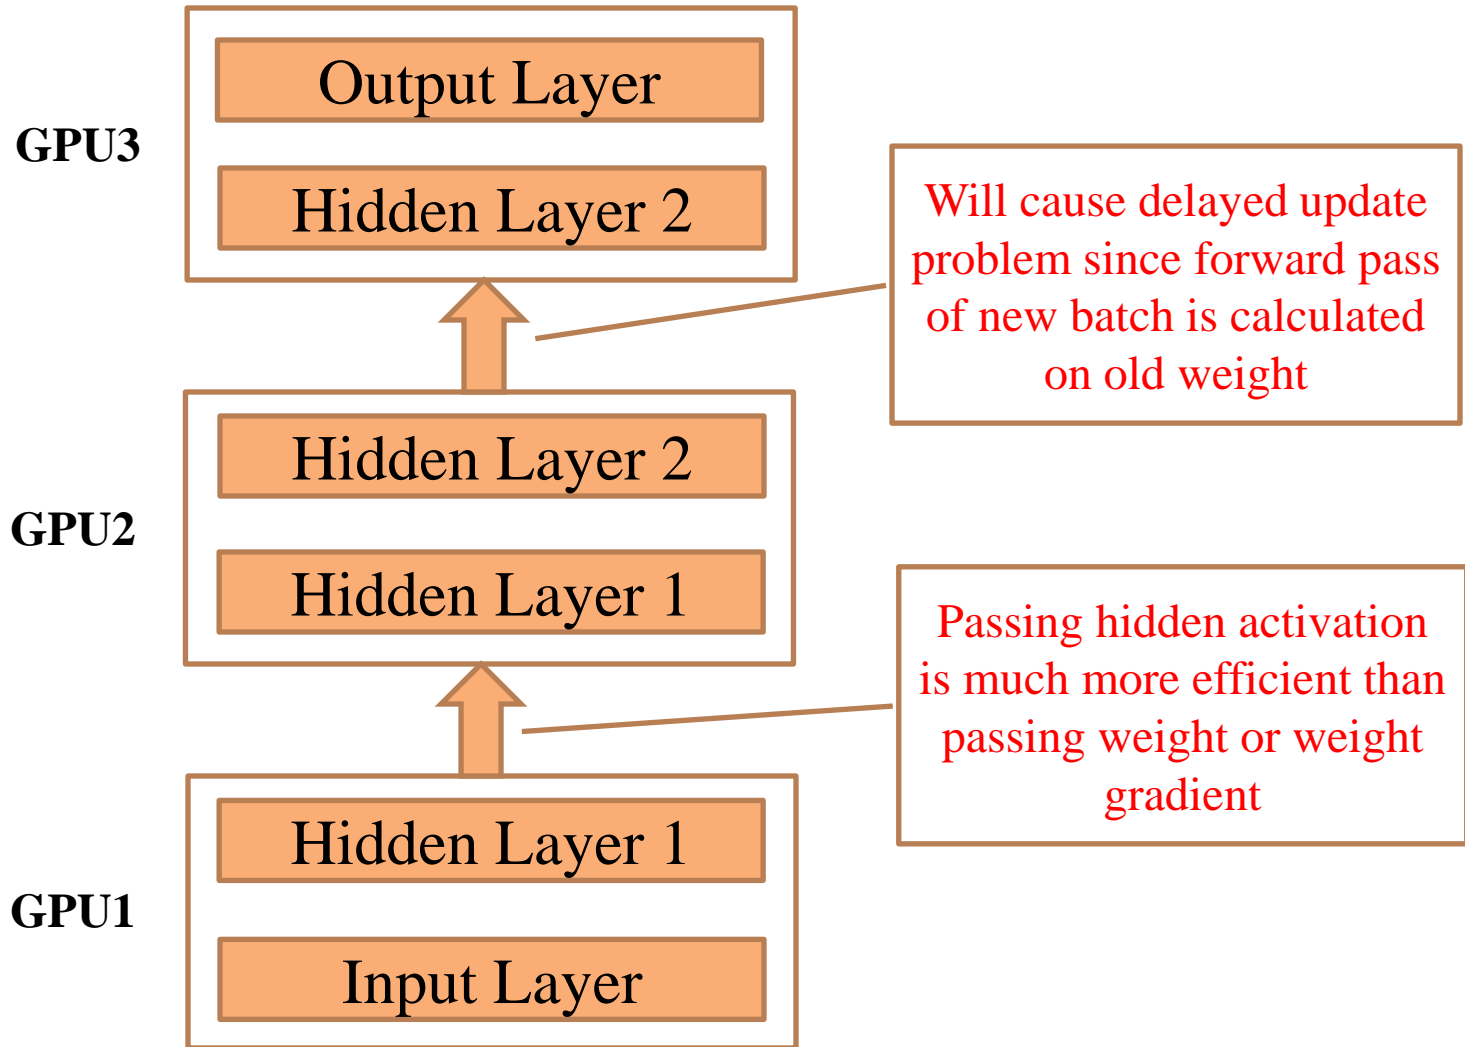 Output Layer
GPU3
Hidden Layer 2
Will cause delayed update
problem since forward pass
of new batch is calculated
on old weight
Hidden Layer 2
GPU2
Hidden Layer 1
Passing hidden activation
is much more efficient than
passing weight or weight
gradient
Hidden Layer 1
GPU1
Input Layer